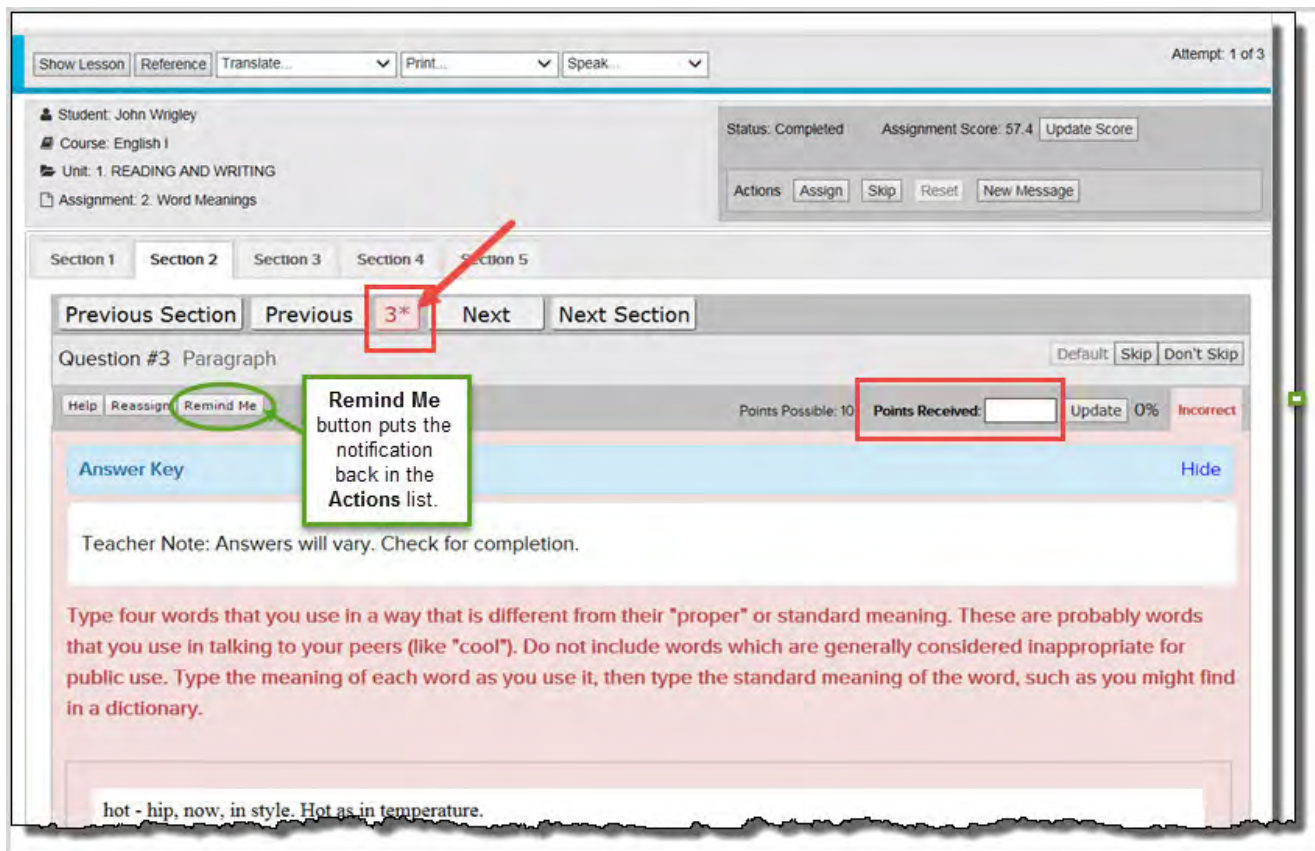 Show Lesson Reference Translate... Print... Speak... Attempt: 1 of 3
Student: John Wrigley
Course: English I
Unit: 1. READING AND WRITING
Assignment: 2. Word Meanings
Status: Completed Assignment Score: 57.4 Update Score
Actions Assign Skip Reset New Message
Section 1 Section 2 Section 3 Section 4 Section 5
Previous Section Previous 3* Next Next Section
Question #3 Paragraph Default Skip Don't Skip
Help Reassign Remind Me Points Possible: 10 Points Received: Update 0% Incorrect
Remind Me
button puts the
notification
back in the
Actions list.
Answer Key Hide
Teacher Note: Answers will vary. Check for completion.
Type four words that you use in a way that is different from their "proper" or standard meaning. These are probably words
that you use in talking to your peers (like "cool"). Do not include words which are generally considered inappropriate for
public use. Type the meaning of each word as you use it, then type the standard meaning of the word, such as you might find
in a dictionary.
hot - hip, now, in style. Hot as in temperature.